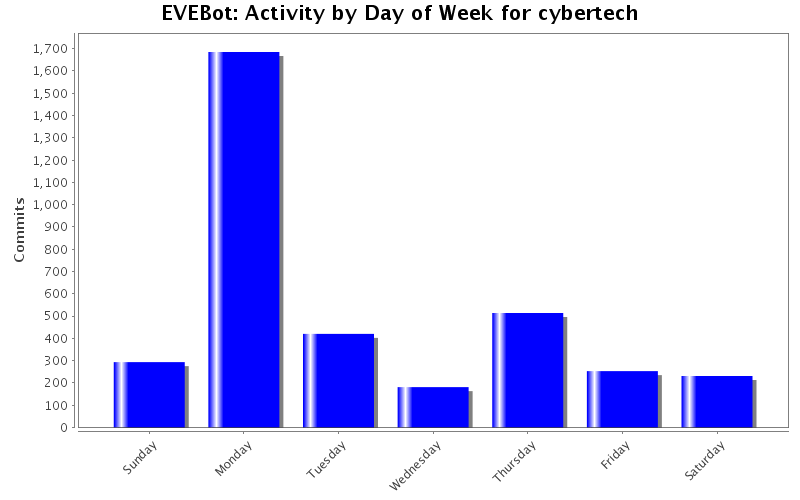 EVEBot: Activity by Day of Week for cybertech
1,700
1,600
1,500
1,400
1,300
1,200
1,100
1,000
900
800
700
600
500
400
300
200
100
0
Commits
Sunday
Monday
Tuesday
Wednesday
Thursday
Friday
Saturday